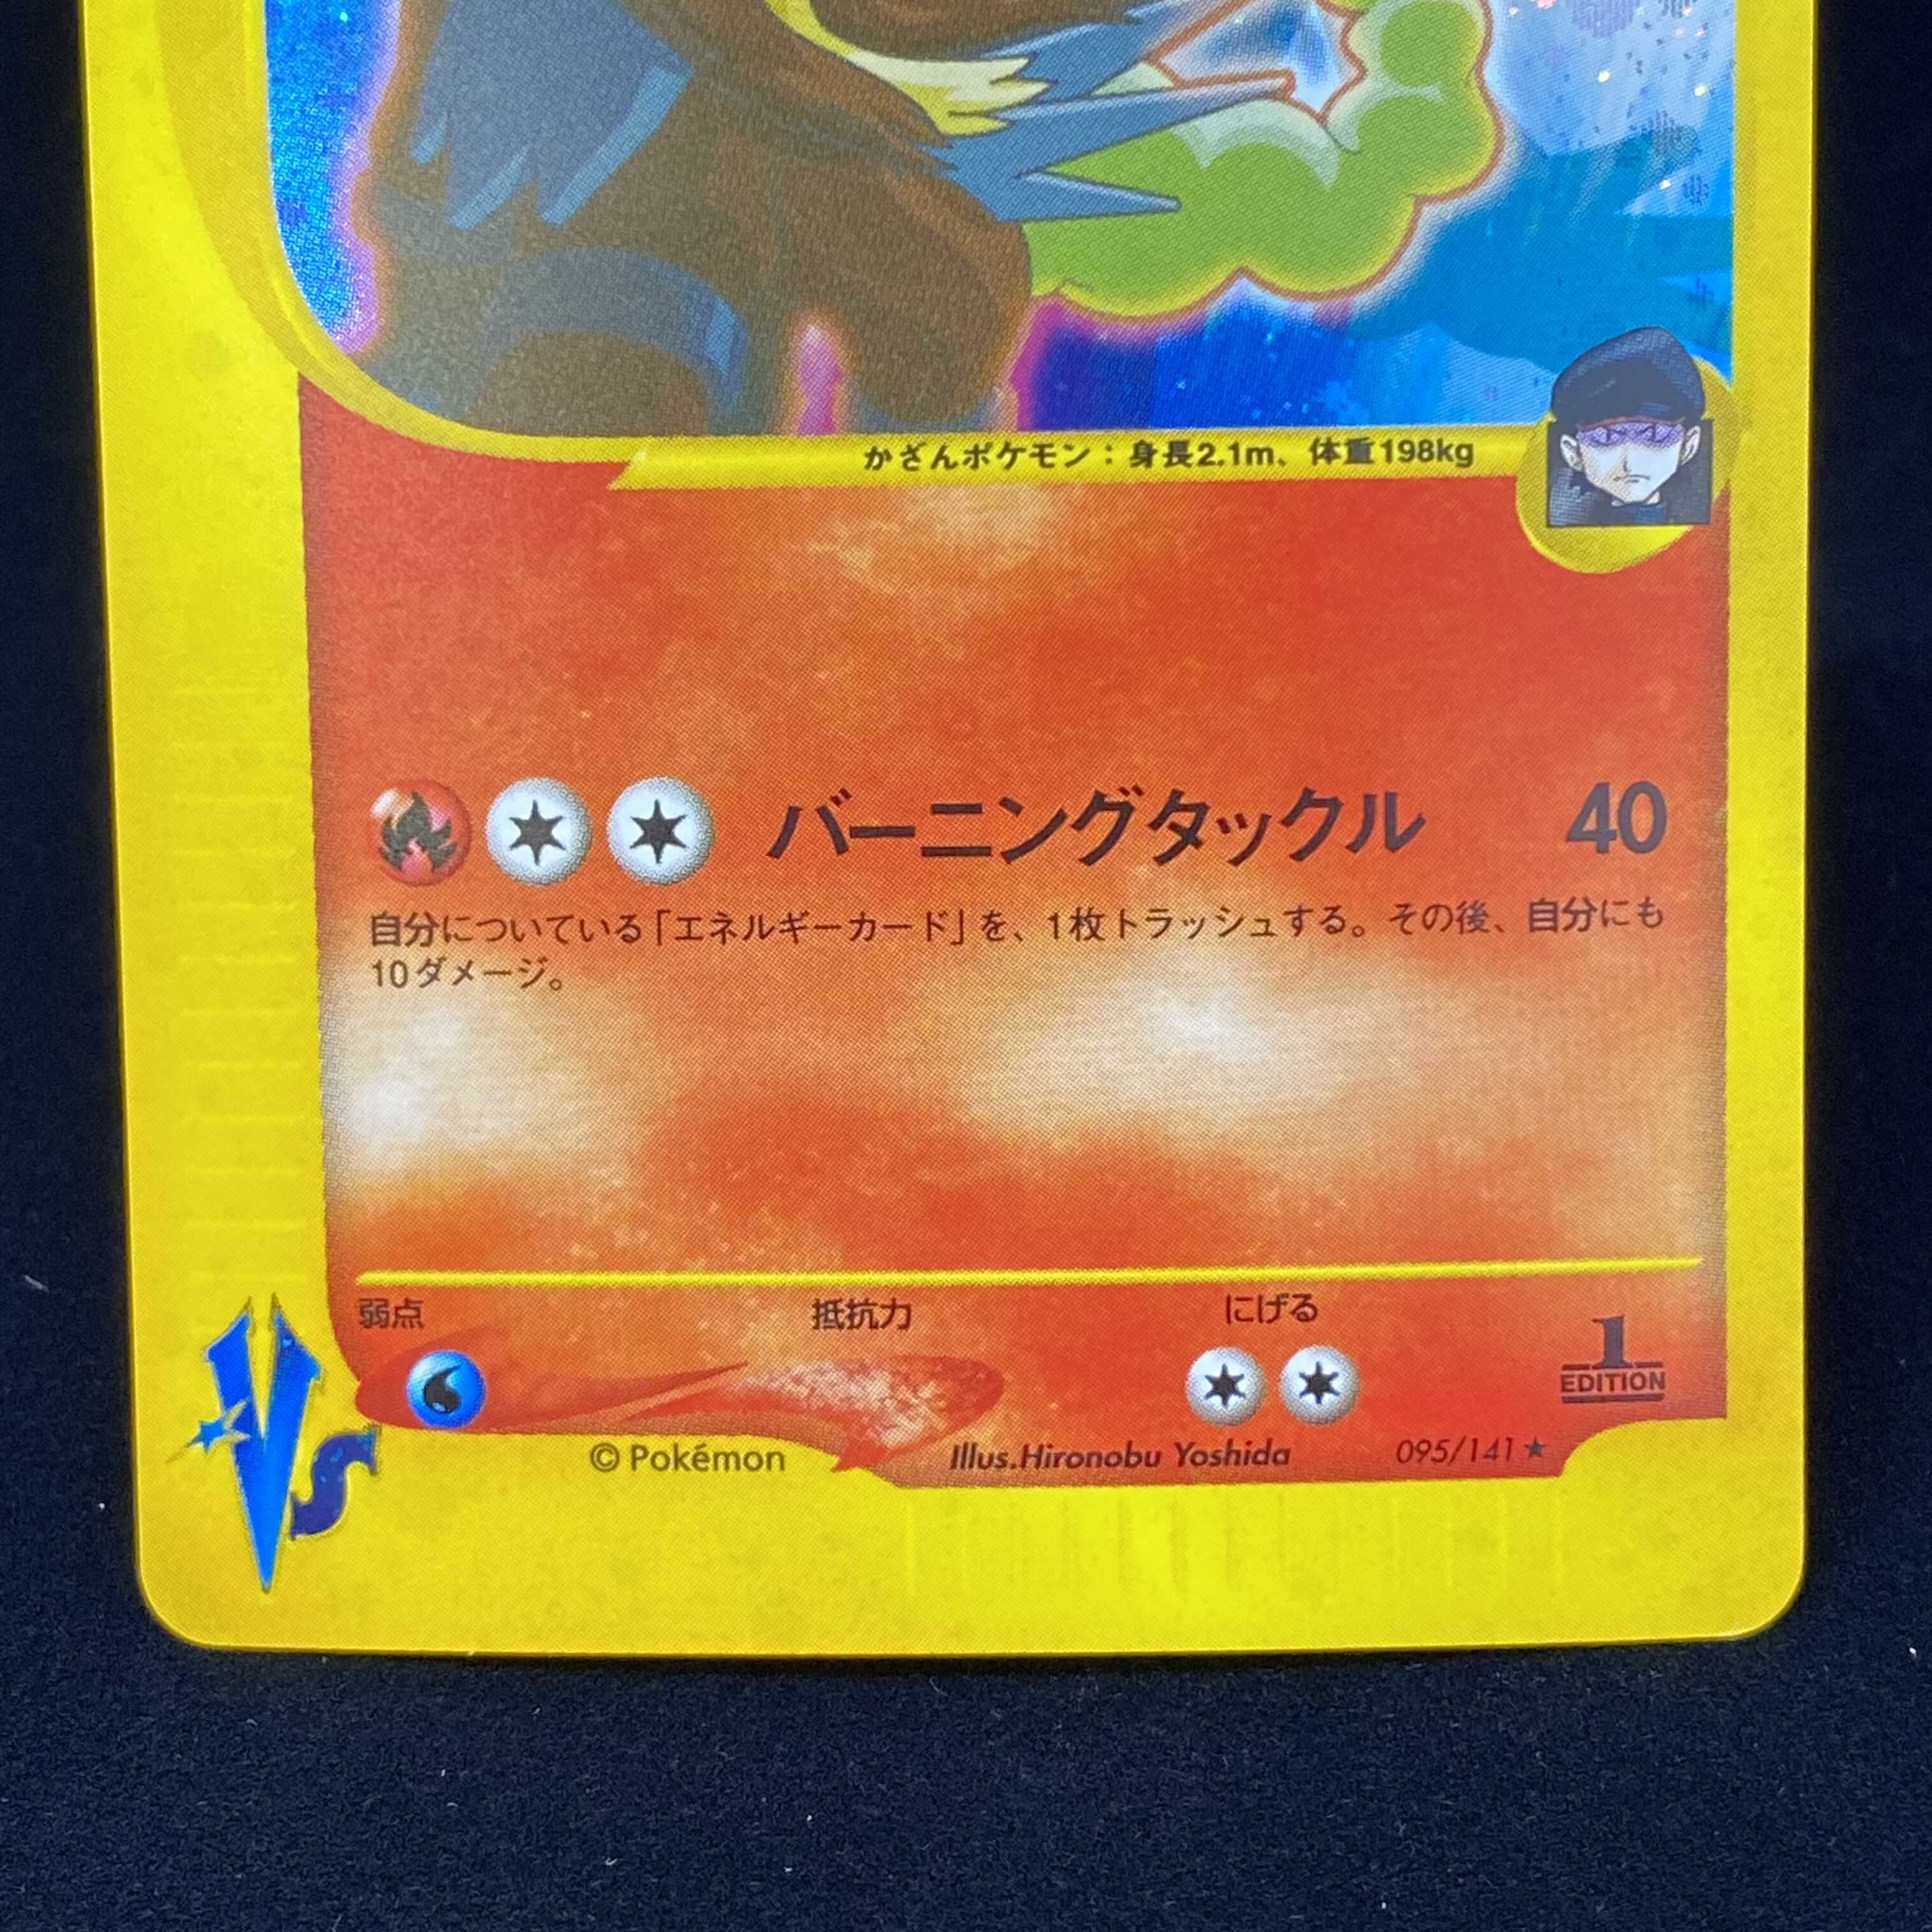 かざんポケモン：身長2.1m、体重198kg
バーニングタックル 40
自分についている「エネルギーカード」を、1枚トラッシュする。その後、自分にも
10ダメージ。
弱点 抵抗力 にげる
1
EDITION
© Pokémon Illus.Hironobu Yoshida 095/141★
VS